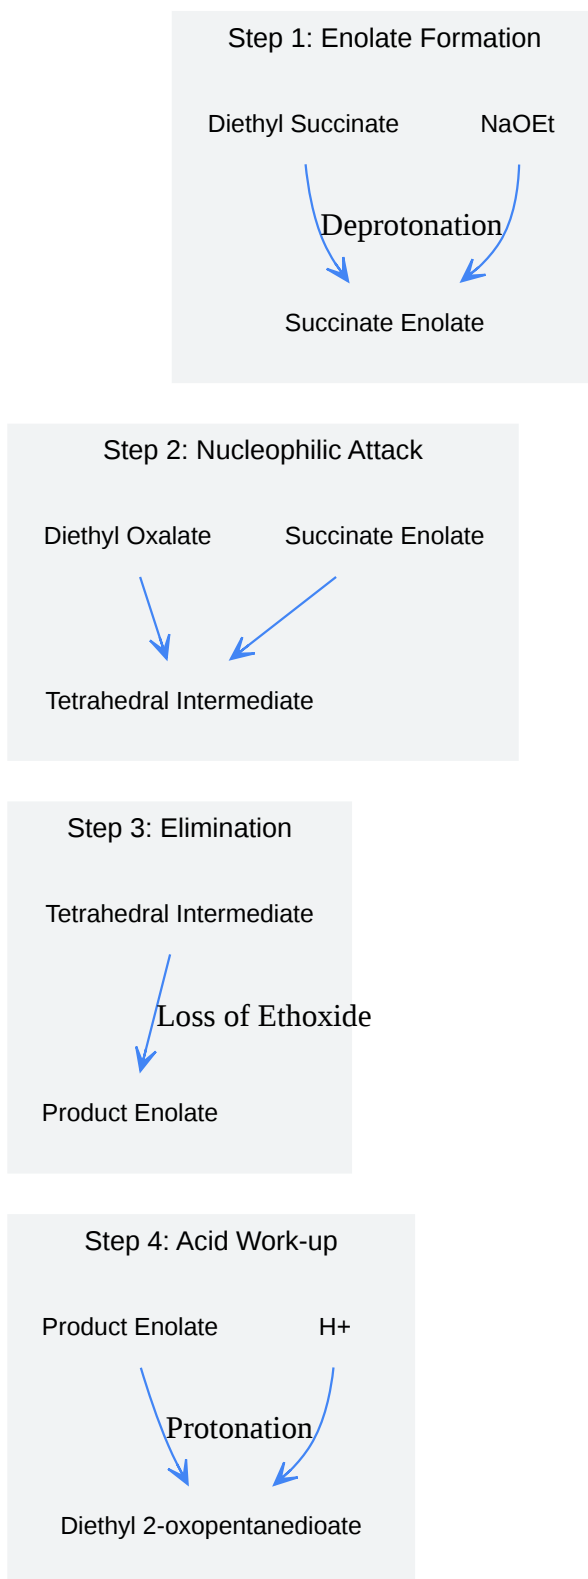 Step 1: Enolate Formation
Diethyl Succinate
NaOEt
Deprotonation
Succinate Enolate
Step 2: Nucleophilic Attack
Diethyl Oxalate
Succinate Enolate
Tetrahedral Intermediate
Step 3: Elimination
Tetrahedral Intermediate
Loss of Ethoxide
Product Enolate
Step 4: Acid Work-up
Product Enolate
H+
Protonation
Diethyl 2-oxopentanedioate